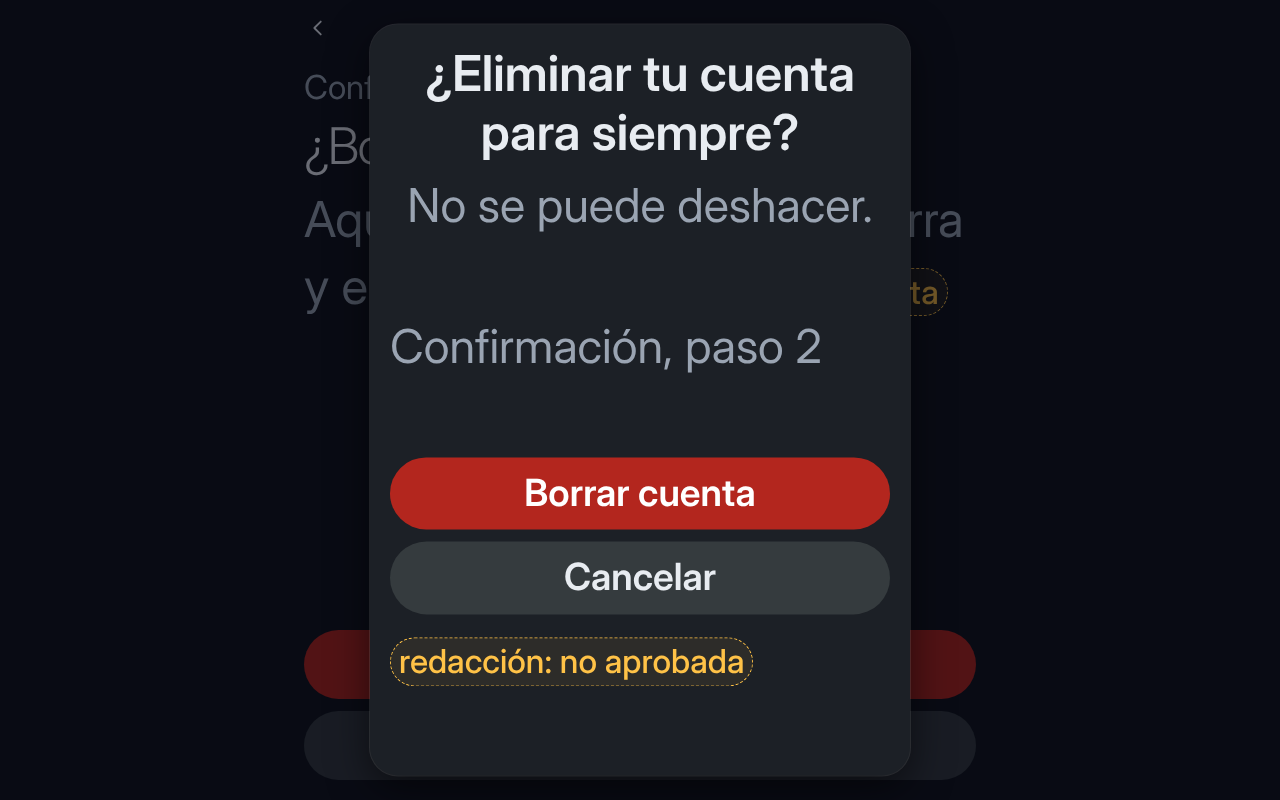 ¿Eliminar tu cuenta
para siempre?
No se puede deshacer.
Confirmación, paso 2
Borrar cuenta
Cancelar
redacción: no aprobada